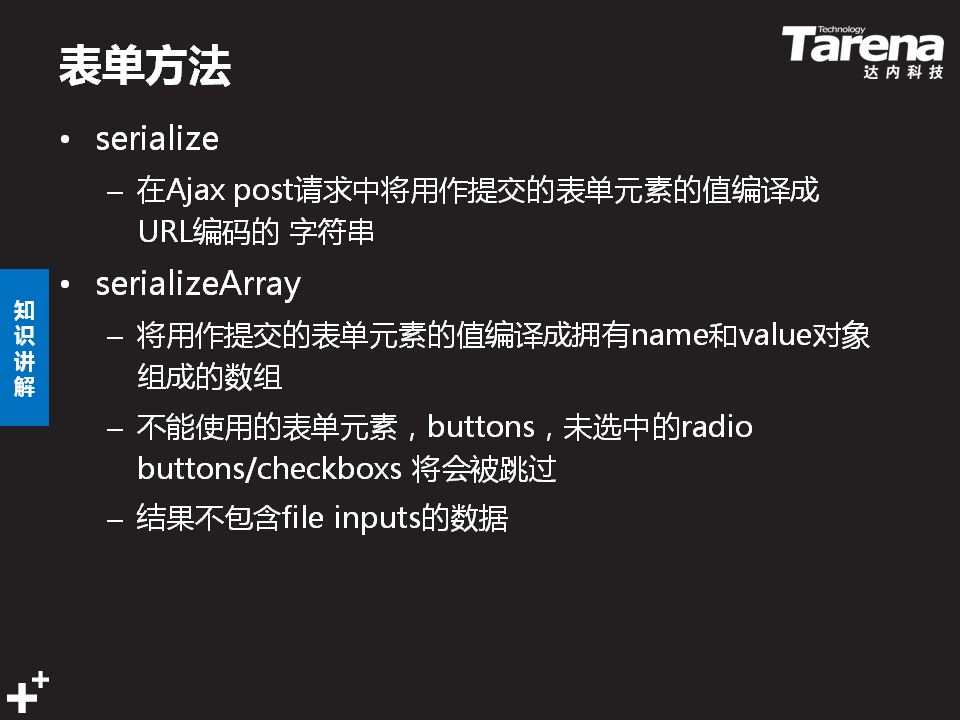 表单方法
Technology
Tarena
达内科技
• serialize
– 在Ajax post请求中将用作提交的表单元素的值编译成
URL编码的 字符串
• serializeArray
– 将用作提交的表单元素的值编译成拥有name和value对象
组成的数组
– 不能使用的表单元素，buttons，未选中的radio
buttons/checkboxs 将会被跳过
– 结果不包含file inputs的数据
知
识
讲
解